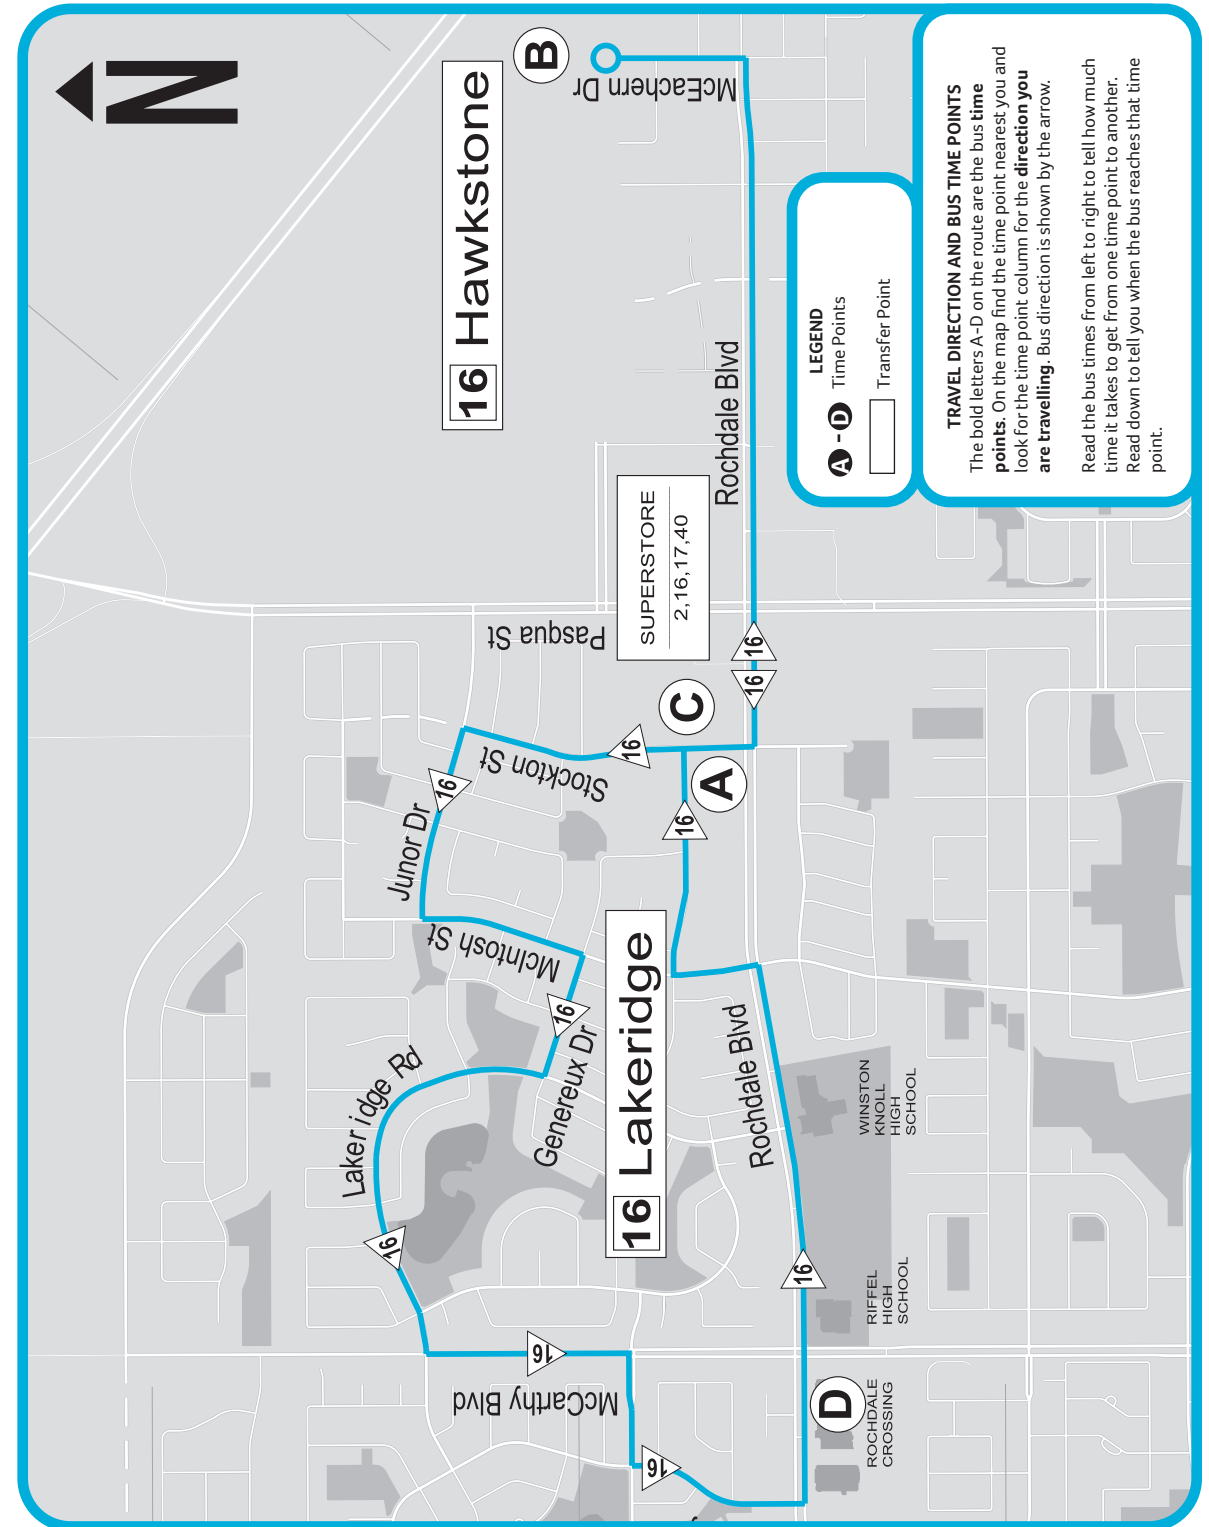 N
B
McEachern Dr
16 Hawkstone
Rochdale Blvd
SUPERSTORE
2,16,17,40
Pasqua St
16
16
C
16
Stockton St
A
16
16
Junor Dr
McIntosh St
16
Genereux Dr
16 Lakeridge
Rochdale Blvd
Lakeridge Rd
16
WINSTON
KNOLL
HIGH
SCHOOL
RIFFEL
HIGH
SCHOOL
16
16
McCarthy Blvd
16
D
ROCHDALE
CROSSING
LEGEND
A - D Time Points
Transfer Point
TRAVEL DIRECTION AND BUS TIME POINTS
The bold letters A-D on the route are the bus time
points. On the map find the time point nearest you and
look for the time point column for the direction you
are travelling. Bus direction is shown by the arrow.
Read the bus times from left to right to tell how much
time it takes to get from one time point to another.
Read down to tell you when the bus reaches that time
point.